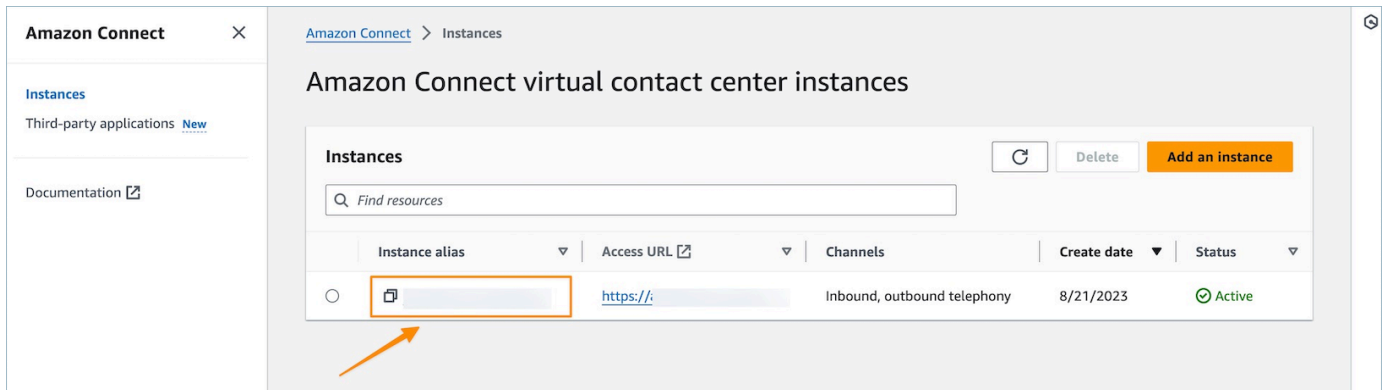 Amazon Connect
Instances
Third-party applications New
Documentation
Amazon Connect > Instances
Amazon Connect virtual contact center instances
Instances
Delete
Add an instance
Find resources
Instance alias Access URL Channels Create date Status
https:// Inbound, outbound telephony 8/21/2023 Active